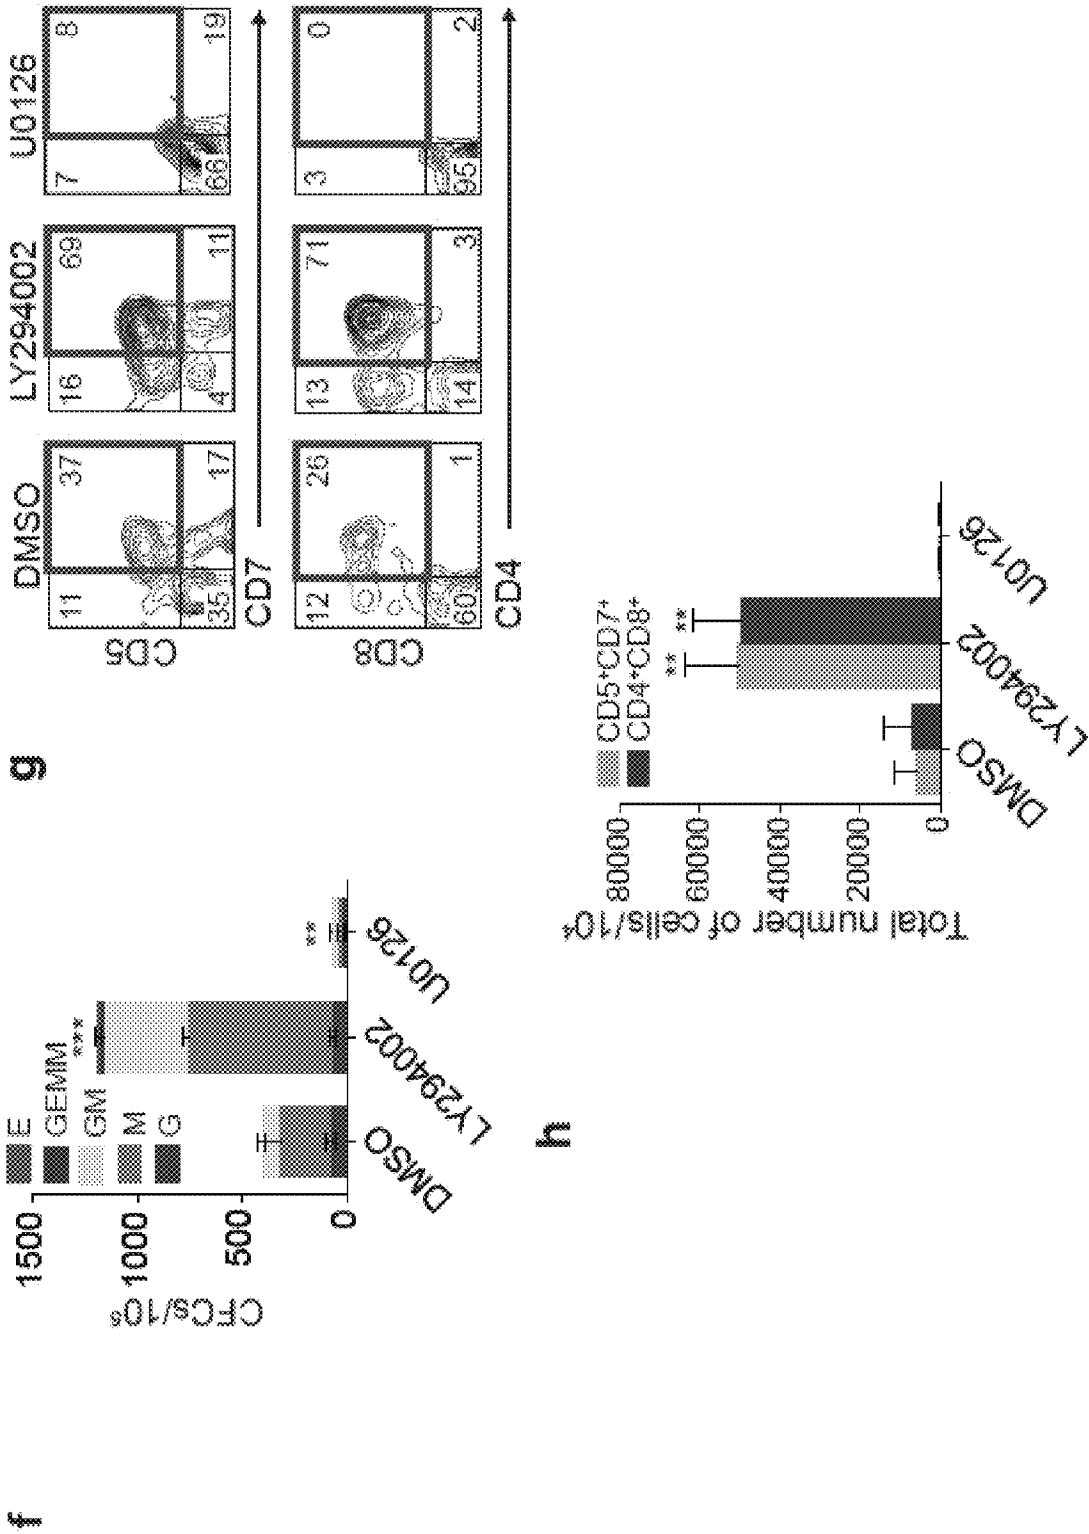 f
1500
1000
500
0
CFCs/10⁵
E
GEMM
GM
M
G
***
**
DMSO
LY294002
U0126
g
DMSO
LY294002
U0126
CD5
11
37
35
17
16
69
4
11
7
8
66
19
CD7
CD8
12
26
60
1
13
71
14
3
3
0
95
2
CD4
h
80000
60000
40000
20000
0
Total number of cells/10⁴
CD5⁺CD7⁺
CD4⁺CD8⁺
**
**
DMSO
LY294002
U0126